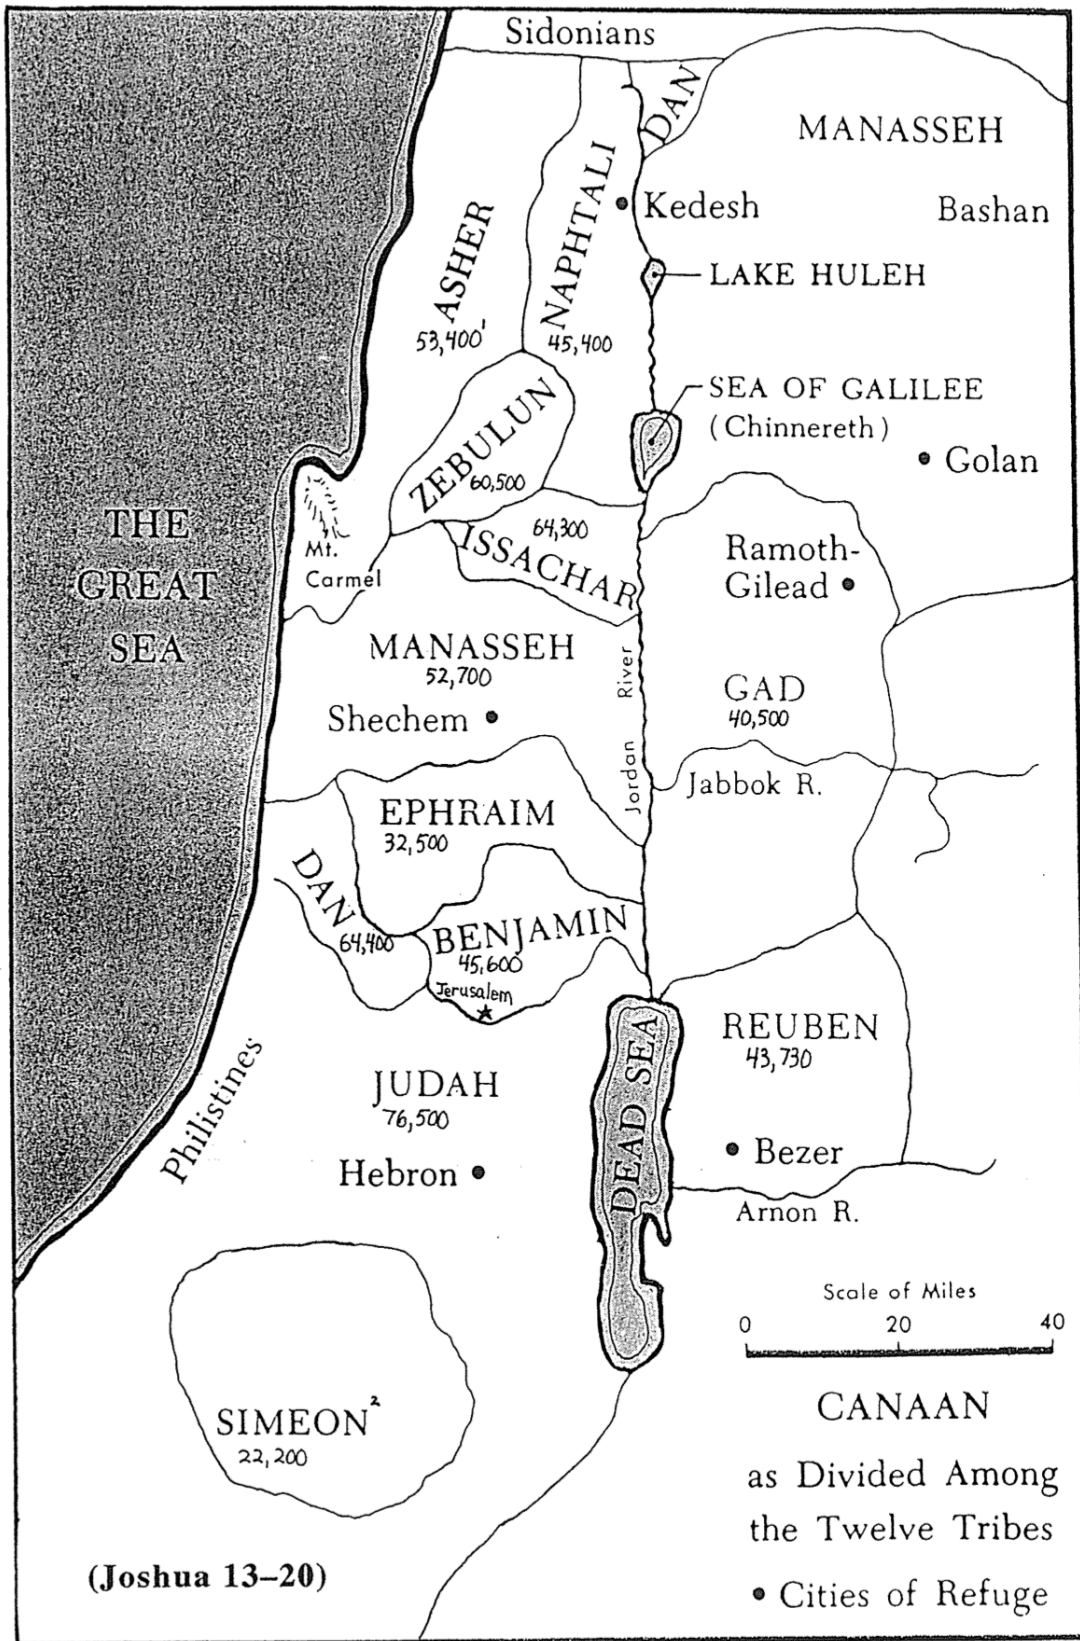 Sidonians
DAN
MANASSEH
NAPHTALI
45,400
Kedesh
Bashan
ASHER
53,400¹
LAKE HULEH
SEA OF GALILEE
(Chinnereth)
Golan
ZEBULUN
60,500
THE
GREAT
SEA
Mt.
Carmel
64,300
ISSACHAR
Ramoth-
Gilead
MANASSEH
52,700
Shechem
Jordan River
GAD
40,500
Jabbok R.
EPHRAIM
32,500
DAN
64,400
BENJAMIN
45,600
Jerusalem
REUBEN
43,730
DEAD SEA
Philistines
JUDAH
76,500
Hebron
Bezer
Arnon R.
Scale of Miles
0 20 40
SIMEON²
22,200
CANAAN
as Divided Among
the Twelve Tribes
• Cities of Refuge
(Joshua 13–20)